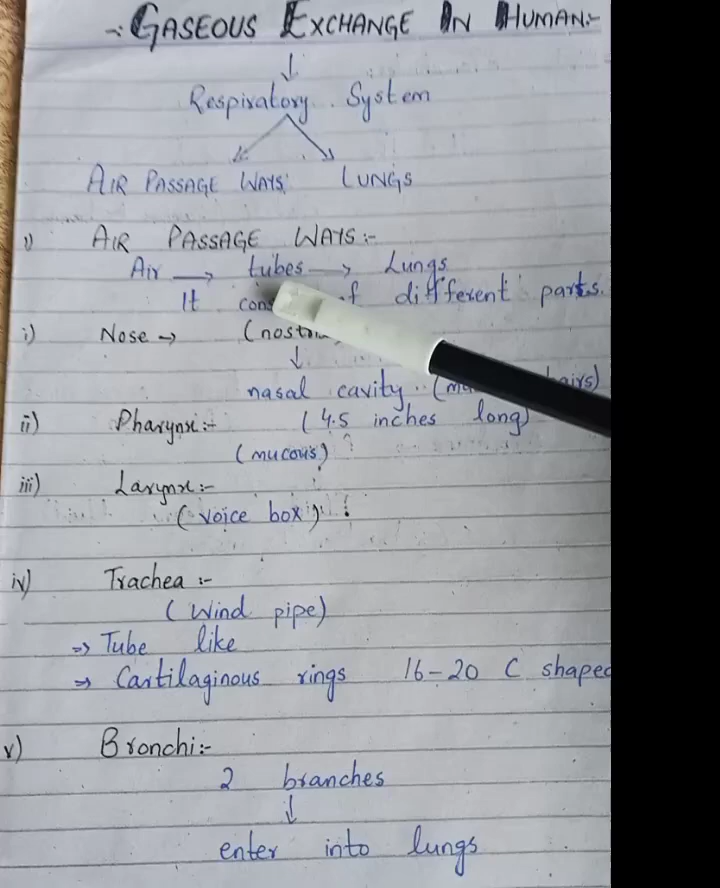 -: GASEOUS EXCHANGE IN HUMAN:-
↓
Respiratory System
AIR PASSAGE WAYS LUNGS
1) AIR PASSAGE WAYS:-
Air → tubes → Lungs
It of different parts.
i) Nose →
↓
nasal cavity
ii) Pharynx:- (4.5 inches long)
(mucous)
iii) Larynx:-
(voice box)
iv) Trachea :-
(Wind pipe)
⇒ Tube like
⇒ Cartilaginous rings 16-20 C shaped
v) Bronchi:-
2 branches
↓
enter into lungs